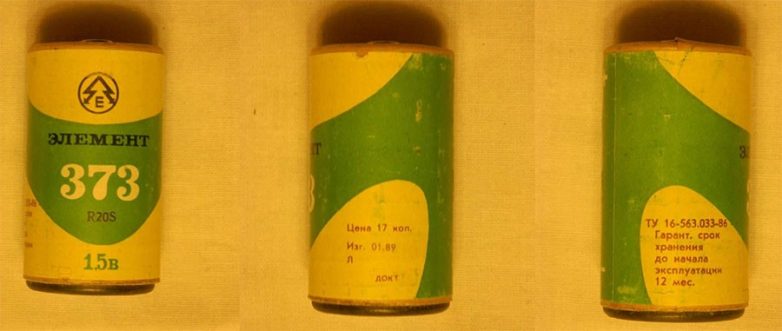 Е
ЭЛЕМЕНТ
373
R20S
1,5в
Цена 17 коп.
Изг. 01.89
Л
ДОКТ
ТУ 16-563.033-86
Гарант. срок
хранения
до начала
эксплуатации
12 мес.